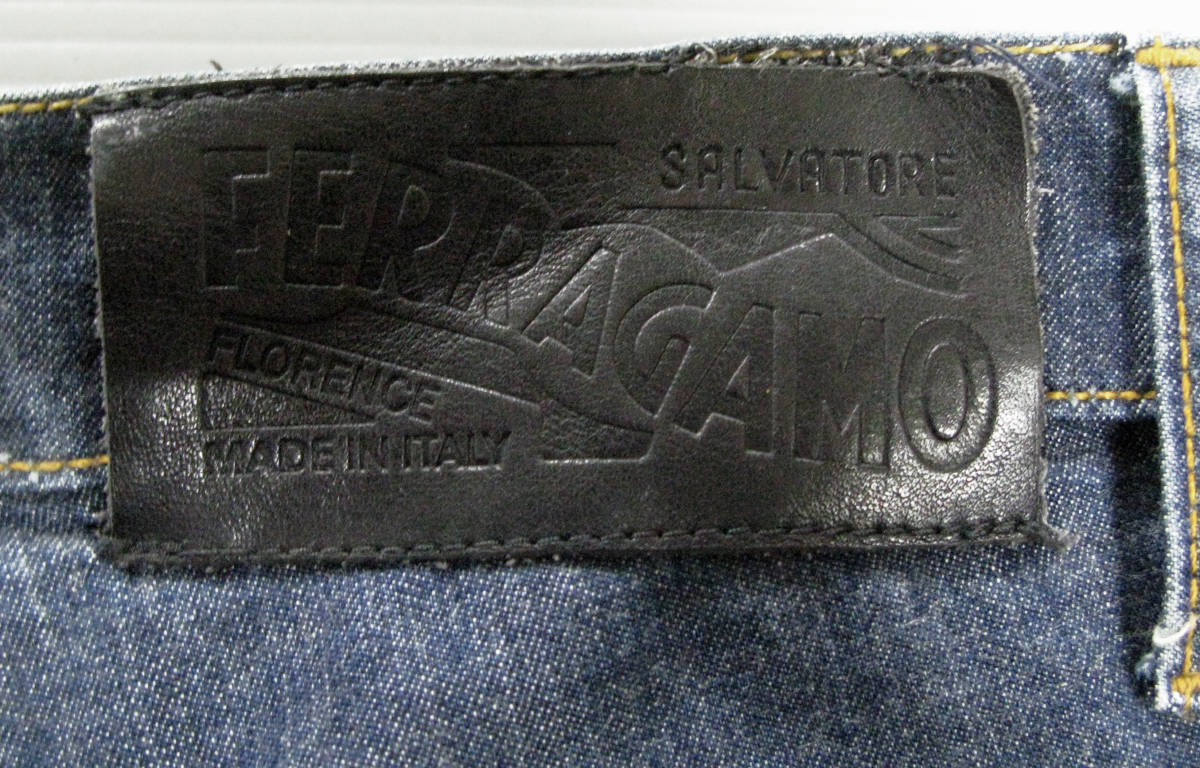 SALVATORE
FERRAGAMO
FLORENCE
MADE IN ITALY